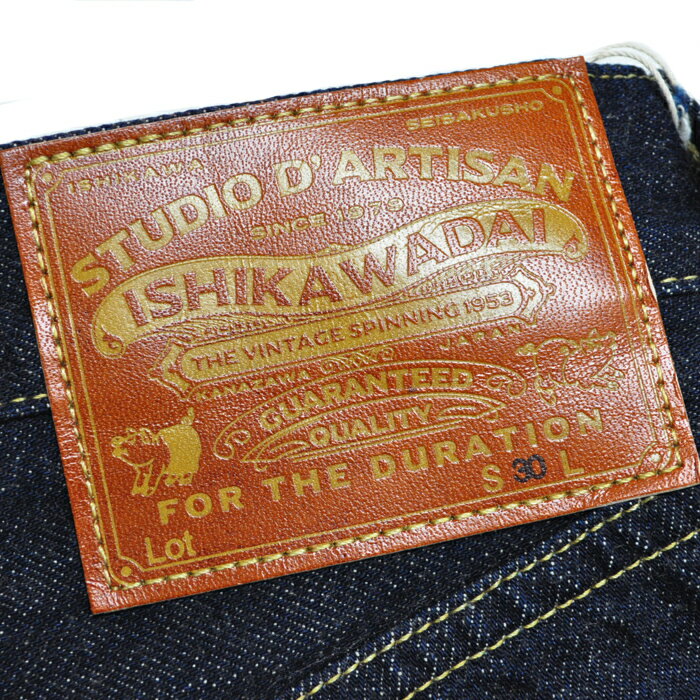 ISHIKAWA SEISAKUSHO
STUDIO D'ARTISAN
SINCE 1979
ISHIKAWADAI
THE VINTAGE SPINNING 1953
KANAZAWA JAPAN
GUARANTEED
QUALITY
FOR THE DURATION
Lot S 30 L